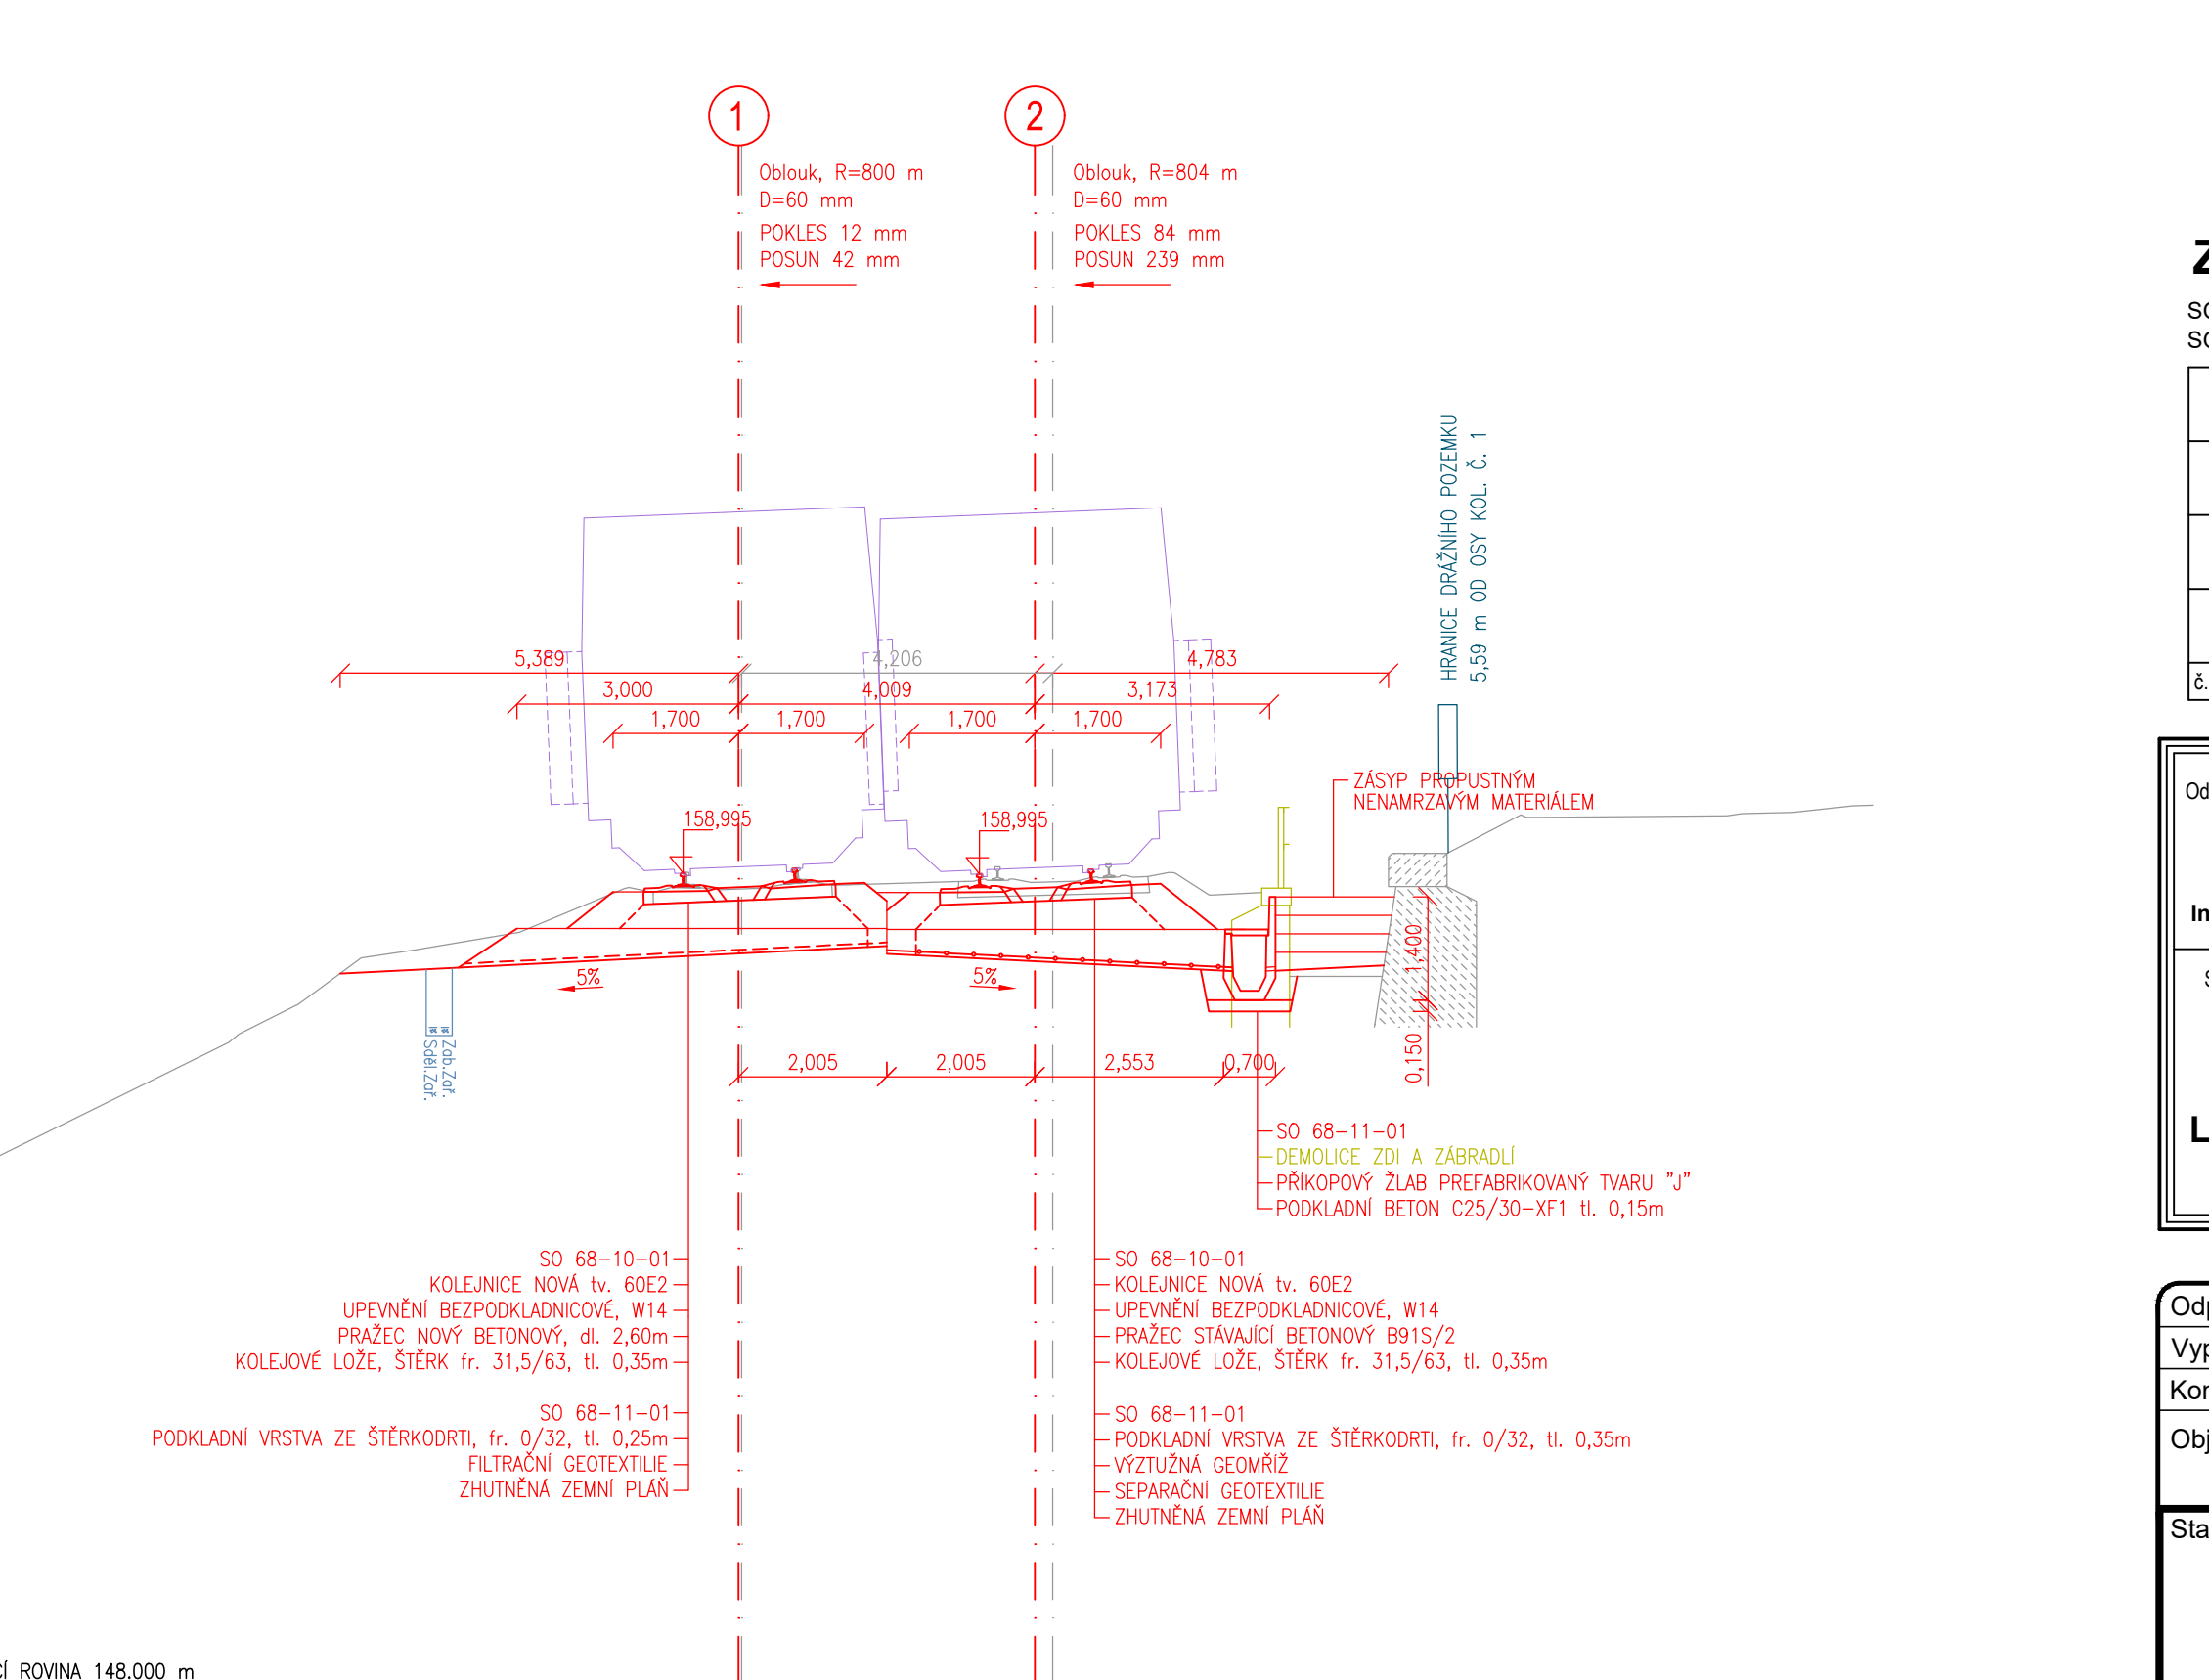 1
2
Oblouk, R=800 m
D=60 mm
POKLES 12 mm
POSUN 42 mm
Oblouk, R=804 m
D=60 mm
POKLES 84 mm
POSUN 239 mm
HRANICE DRÁŽNÍHO POZEMKU
5,59 m OD OSY KOL. Č. 1
5,389
4,206
4,783
3,000
4,009
3,173
1,700
1,700
1,700
1,700
ZÁSYP PROPUSTNÝM
NENAMRZAVÝM MATERIÁLEM
158,995
158,995
1,400
0,150
5%
5%
Zab.Zař.
Sděl.Zař.
2,005
2,005
2,553
0,700
SO 68-11-01
DEMOLICE ZDI A ZÁBRADLÍ
PŘÍKOPOVÝ ŽLAB PREFABRIKOVANÝ TVARU "J"
PODKLADNÍ BETON C25/30-XF1 tl. 0,15m
SO 68-10-01
KOLEJNICE NOVÁ tv. 60E2
UPEVNĚNÍ BEZPODKLADNICOVÉ, W14
PRAŽEC NOVÝ BETONOVÝ, dl. 2,60m
KOLEJOVÉ LOŽE, ŠTĚRK fr. 31,5/63, tl. 0,35m
SO 68-11-01
PODKLADNÍ VRSTVA ZE ŠTĚRKODRTI, fr. 0/32, tl. 0,25m
FILTRAČNÍ GEOTEXTILIE
ZHUTNĚNÁ ZEMNÍ PLÁŇ
SO 68-10-01
KOLEJNICE NOVÁ tv. 60E2
UPEVNĚNÍ BEZPODKLADNICOVÉ, W14
PRAŽEC STÁVAJÍCÍ BETONOVÝ B91S/2
KOLEJOVÉ LOŽE, ŠTĚRK fr. 31,5/63, tl. 0,35m
SO 68-11-01
PODKLADNÍ VRSTVA ZE ŠTĚRKODRTI, fr. 0/32, tl. 0,35m
VÝZTUŽNÁ GEOMŘÍŽ
SEPARAČNÍ GEOTEXTILIE
ZHUTNĚNÁ ZEMNÍ PLÁŇ
ROVINA 148.000 m
č.